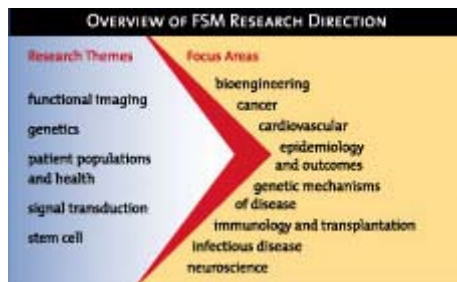 OVERVIEW OF FSM RESEARCH DIRECTION
Research Themes
functional imaging
genetics
patient populations
and health
signal transduction
stem cell
Focus Areas
bioengineering
cancer
cardiovascular
epidemiology
and outcomes
genetic mechanisms
of disease
immunology and transplantation
infectious disease
neuroscience